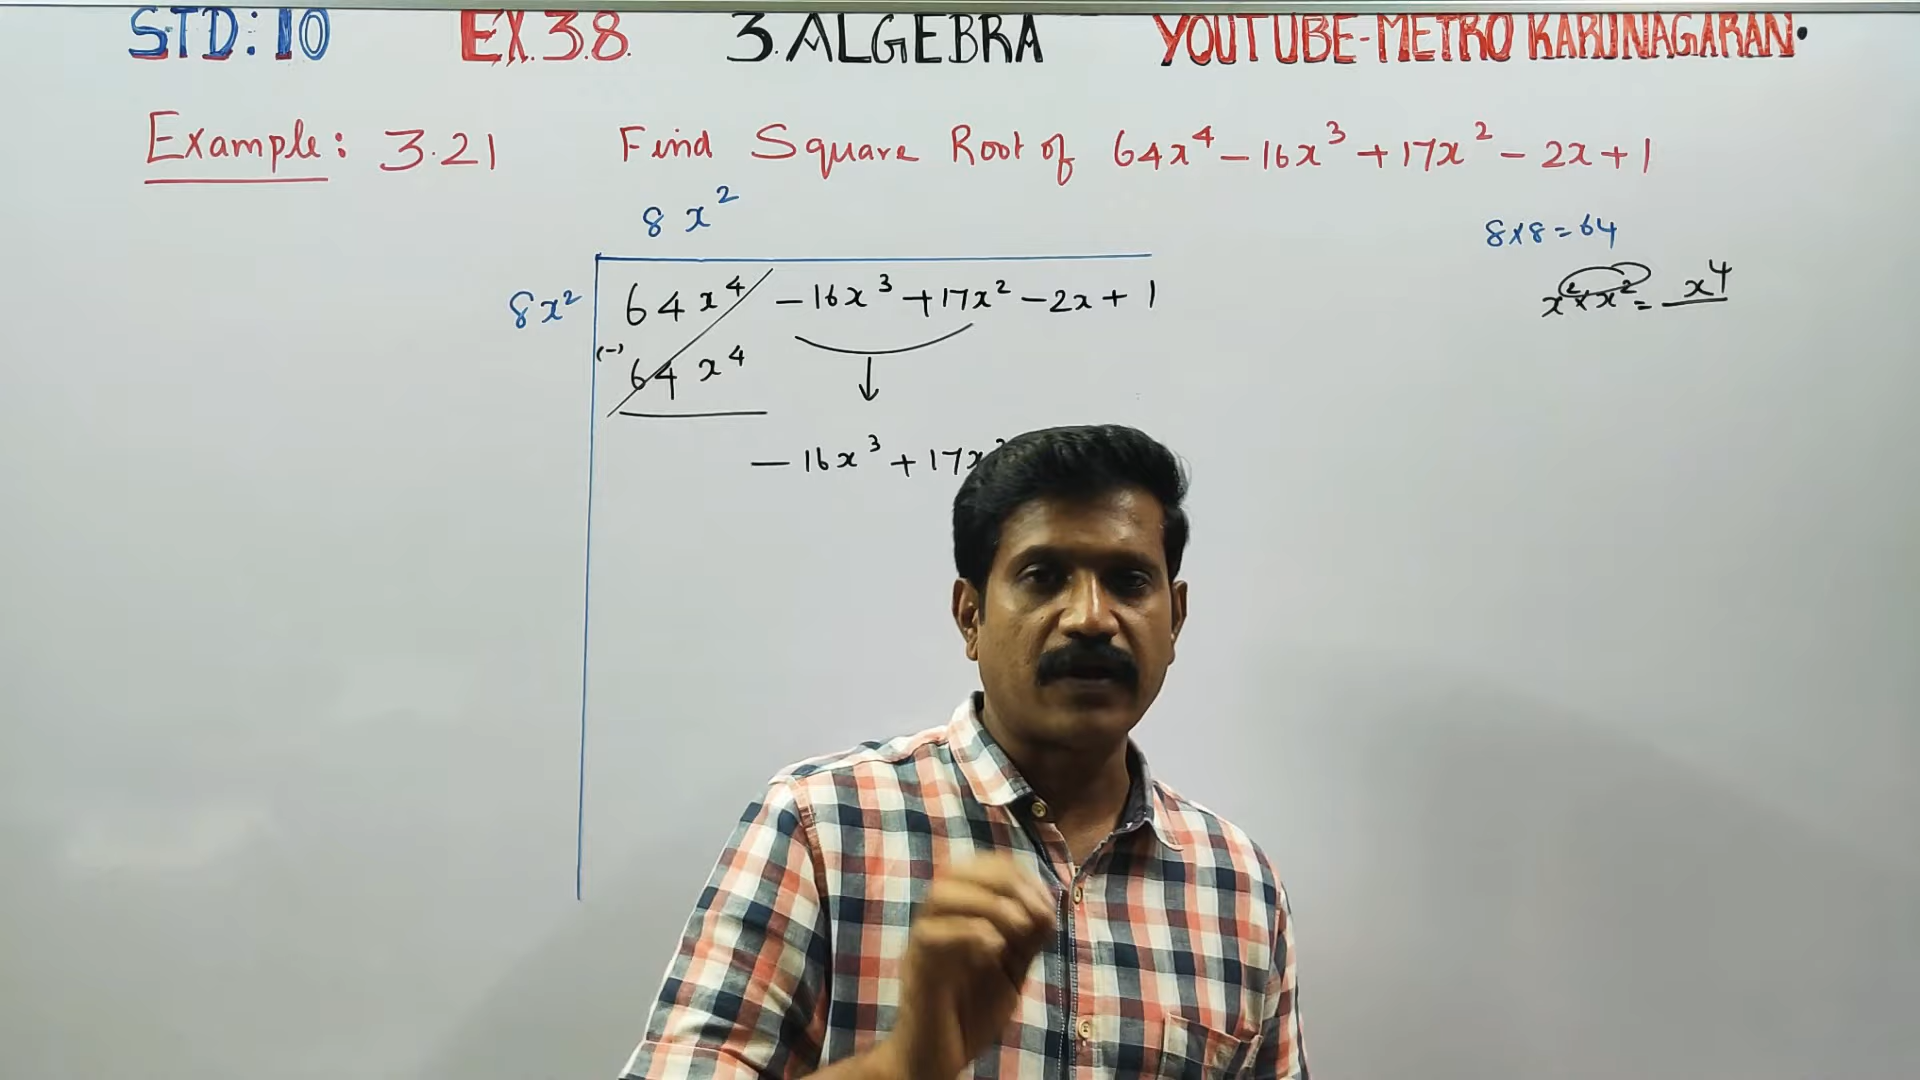 STD: 10 EX. 3.8. 3. ALGEBRA YOUTUBE-METRO KARUNAGARAN.
Example: 3.21 Find Square Root of 64x⁴ - 16x³ + 17x² - 2x + 1
8x²
8×8 = 64
8x² 64x⁴ - 16x³ + 17x² - 2x + 1
x² × x² = x⁴
(-) 64x⁴
- 16x³ + 17x